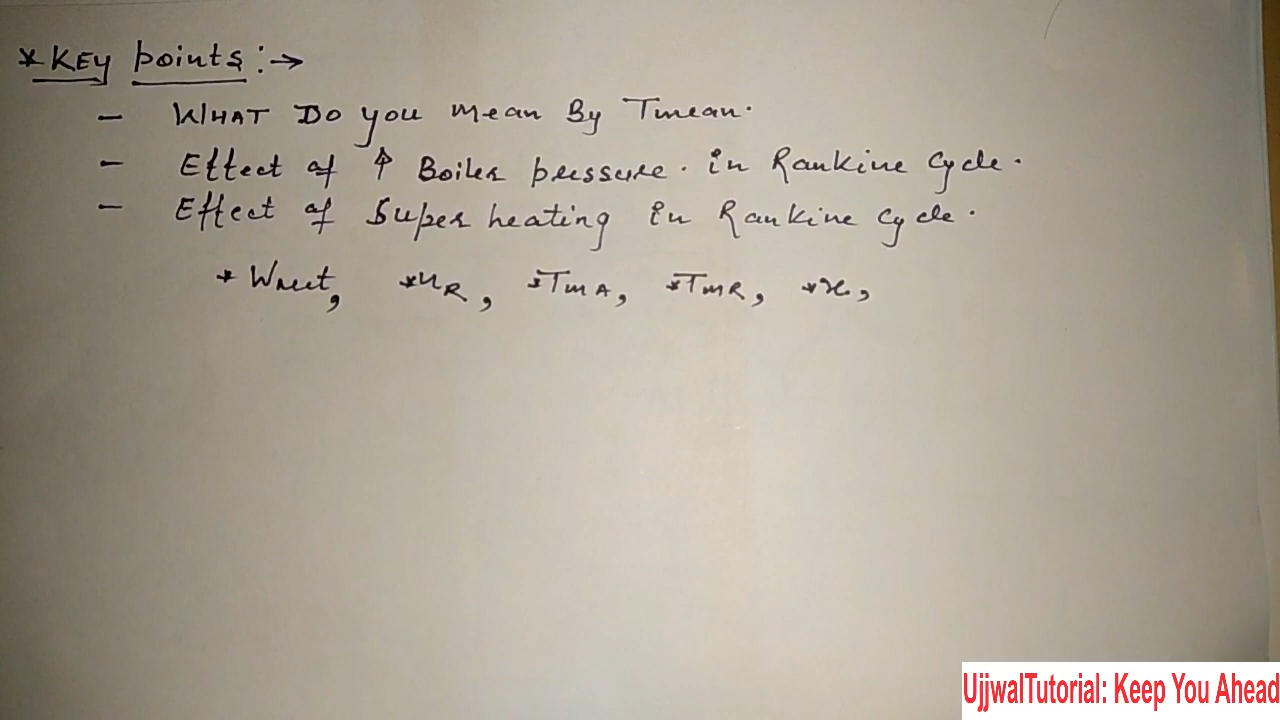 * KEY points :→
- WHAT DO you mean By Tmean.
- Effect of ↑ Boiler pressure. in Rankine Cycle.
- Effect of Super heating in Rankine Cycle.
* Wnet, *ηR, *TmA, *TmR, *x,
UjjwalTutorial: Keep You Ahead